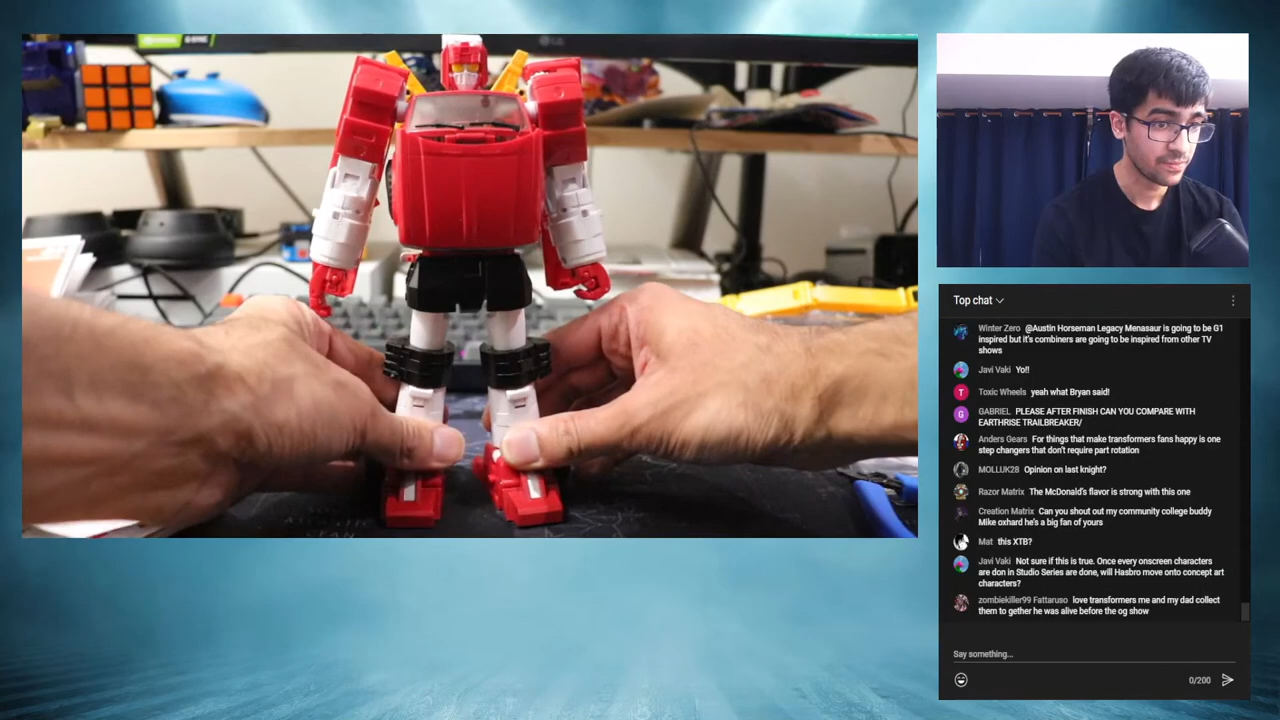 Top chat
Winter Zero @Austin Horseman Legacy Menasaur is going to be G1
inspired but it's combiners are going to be inspired from other TV
shows
Javi Vaki Yo!!
T Toxic Wheels yeah what Bryan said!
G GABRIEL PLEASE AFTER FINISH CAN YOU COMPARE WITH
EARTHRISE TRAILBREAKER/
Anders Gears For things that make transformers fans happy is one
step changers that don't require part rotation
MOLLUK28 Opinion on last knight?
Razor Matrix The McDonald's flavor is strong with this one
Creation Matrix Can you shout out my community college buddy
Mike oxhard he's a big fan of yours
Mat this XTB?
Javi Vaki Not sure if this is true. Once every onscreen characters
are don in Studio Series are done, will Hasbro move onto concept art
characters?
zombiekiller99 Fattaruso love transformers me and my dad collect
them to gether he was alive before the og show
Say something...
0/200